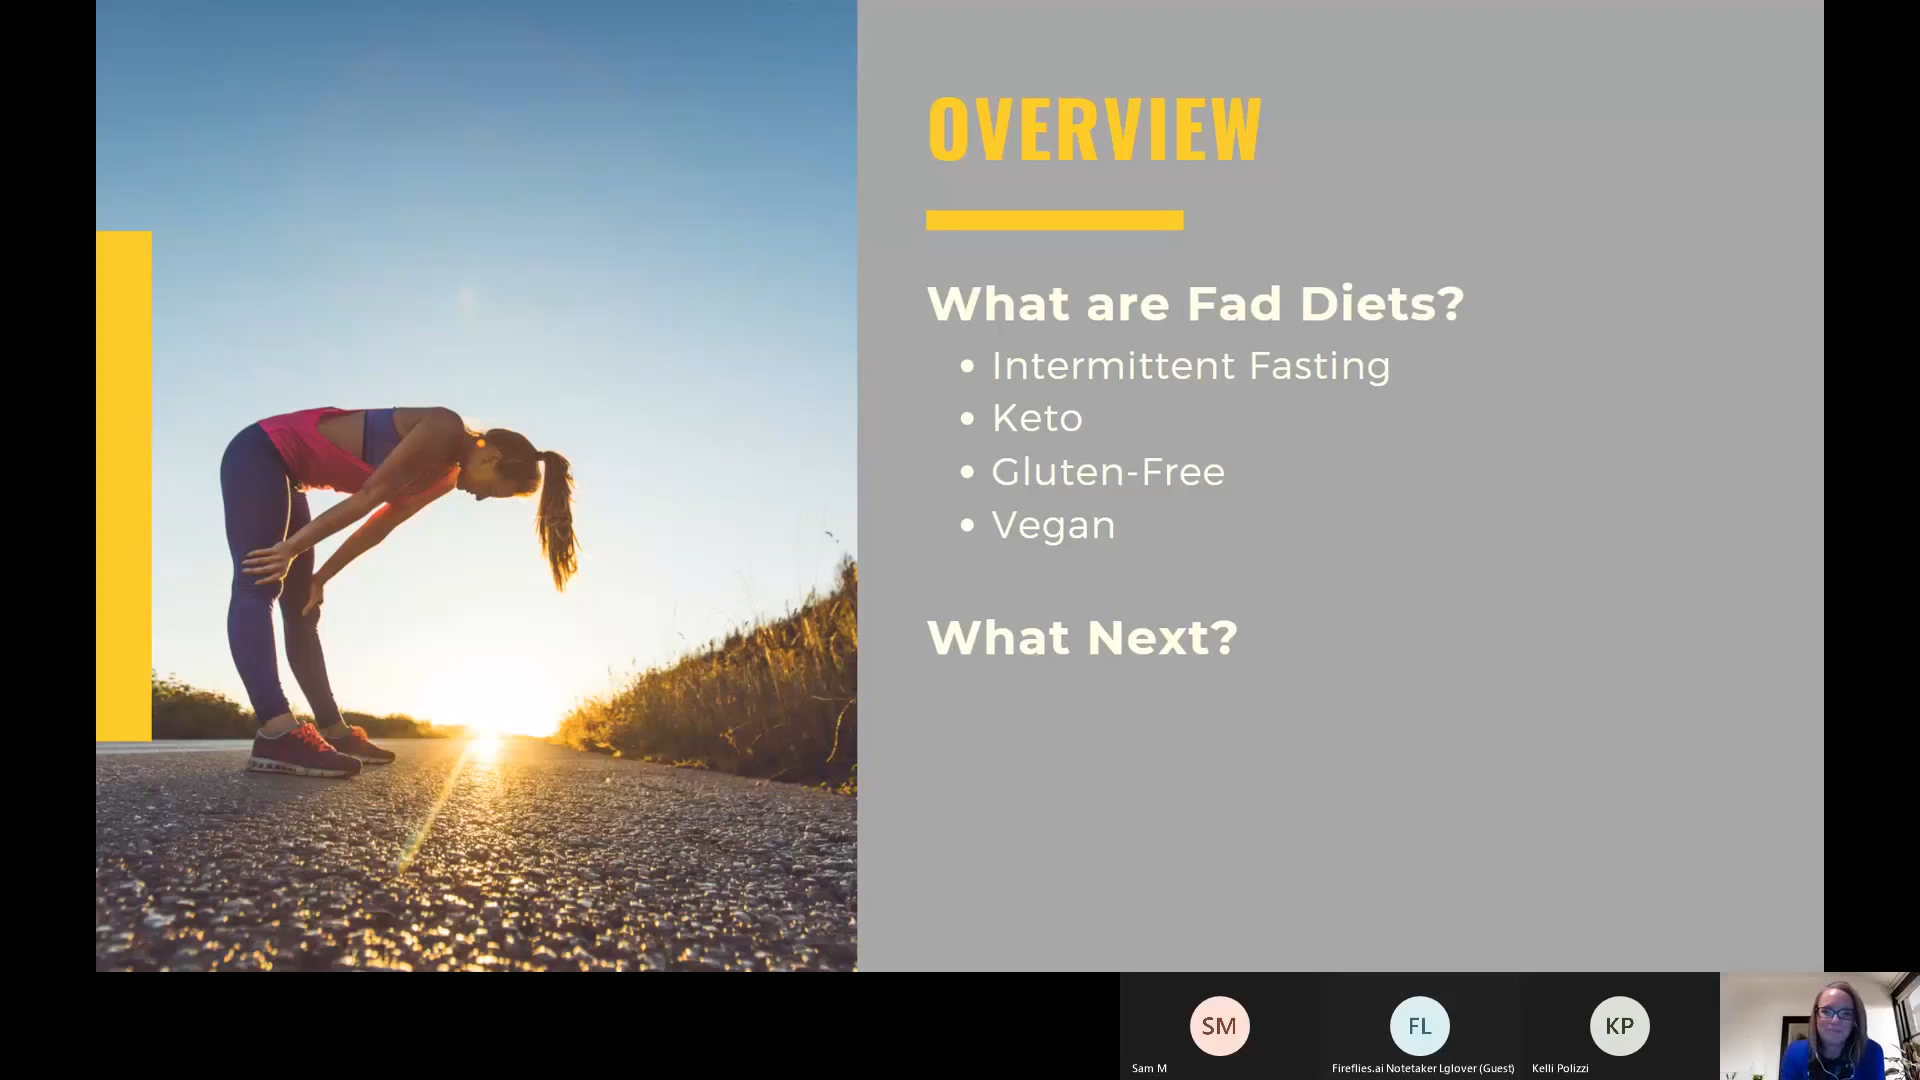 OVERVIEW
What are Fad Diets?
• Intermittent Fasting
• Keto
• Gluten-Free
• Vegan
What Next?
SM
FL
KP
Sam M
Fireflies.ai Notetaker Lglover (Guest)
Kelli Polizzi